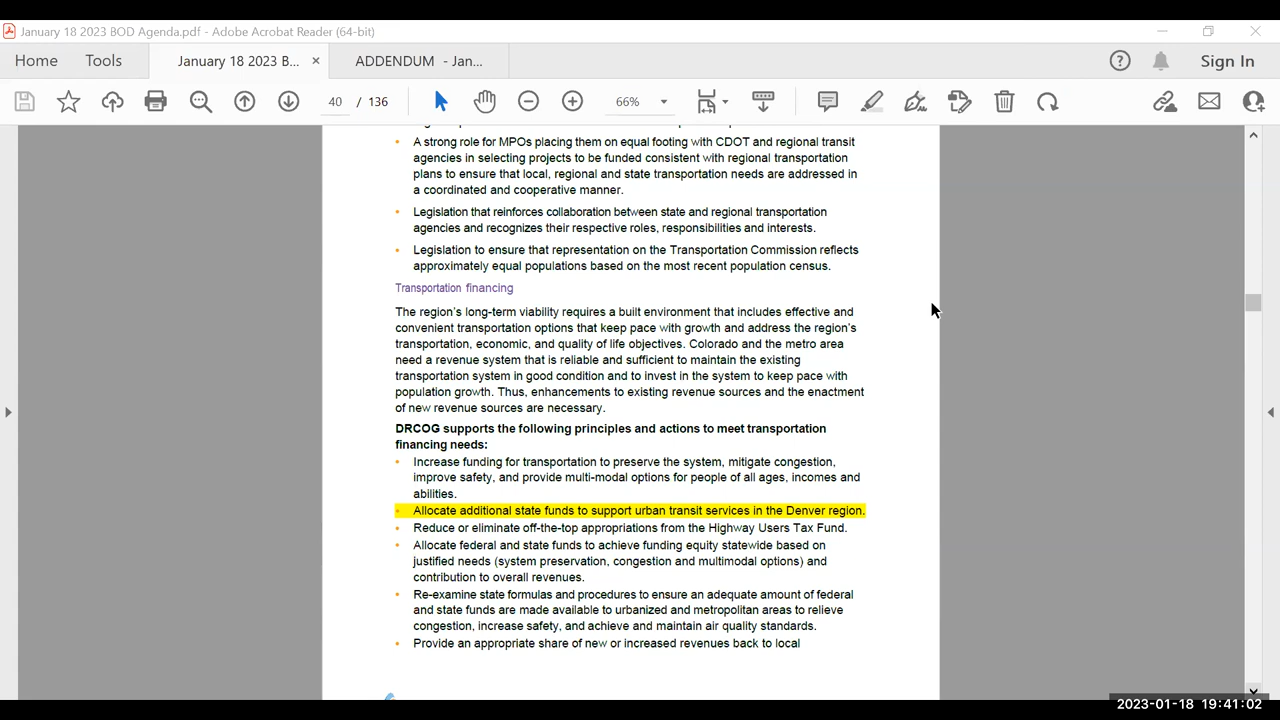 January 18 2023 BOD Agenda.pdf - Adobe Acrobat Reader (64-bit)
Home Tools January 18 2023 B... × ADDENDUM - Jan... Sign In
40 / 136 66%
• A strong role for MPOs placing them on equal footing with CDOT and regional transit
agencies in selecting projects to be funded consistent with regional transportation
plans to ensure that local, regional and state transportation needs are addressed in
a coordinated and cooperative manner.
• Legislation that reinforces collaboration between state and regional transportation
agencies and recognizes their respective roles, responsibilities and interests.
• Legislation to ensure that representation on the Transportation Commission reflects
approximately equal populations based on the most recent population census.
Transportation financing
The region's long-term viability requires a built environment that includes effective and
convenient transportation options that keep pace with growth and address the region's
transportation, economic, and quality of life objectives. Colorado and the metro area
need a revenue system that is reliable and sufficient to maintain the existing
transportation system in good condition and to invest in the system to keep pace with
population growth. Thus, enhancements to existing revenue sources and the enactment
of new revenue sources are necessary.
DRCOG supports the following principles and actions to meet transportation
financing needs:
• Increase funding for transportation to preserve the system, mitigate congestion,
improve safety, and provide multi-modal options for people of all ages, incomes and
abilities.
• Allocate additional state funds to support urban transit services in the Denver region.
• Reduce or eliminate off-the-top appropriations from the Highway Users Tax Fund.
• Allocate federal and state funds to achieve funding equity statewide based on
justified needs (system preservation, congestion and multimodal options) and
contribution to overall revenues.
• Re-examine state formulas and procedures to ensure an adequate amount of federal
and state funds are made available to urbanized and metropolitan areas to relieve
congestion, increase safety, and achieve and maintain air quality standards.
• Provide an appropriate share of new or increased revenues back to local
2023-01-18 19:41:02